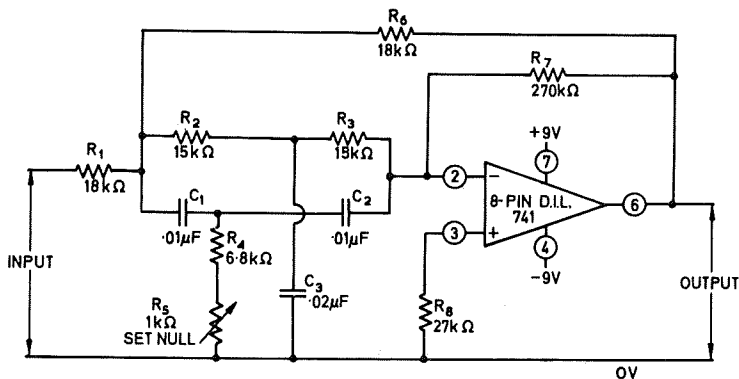 R6
18kΩ
R7
270kΩ
R2
15kΩ
R3
15kΩ
+9V
7
R1
18kΩ
2
-
8-PIN D.I.L.
741
6
C1
.01µF
C2
.01µF
3
+
4
-9V
R4
6.8kΩ
INPUT
C3
.02µF
OUTPUT
R5
1kΩ
SET NULL
R8
27kΩ
0V